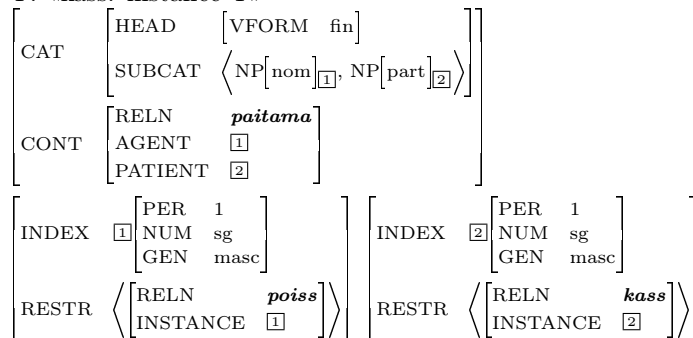 CAT [HEAD [VFORM fin]
SUBCAT ⟨NP[nom]1, NP[part]2⟩]
CONT [RELN paitama
AGENT 1
PATIENT 2]
INDEX 1[PER 1
NUM sg
GEN masc]
RESTR ⟨[RELN poiss
INSTANCE 1]⟩
INDEX 2[PER 1
NUM sg
GEN masc]
RESTR ⟨[RELN kass
INSTANCE 2]⟩